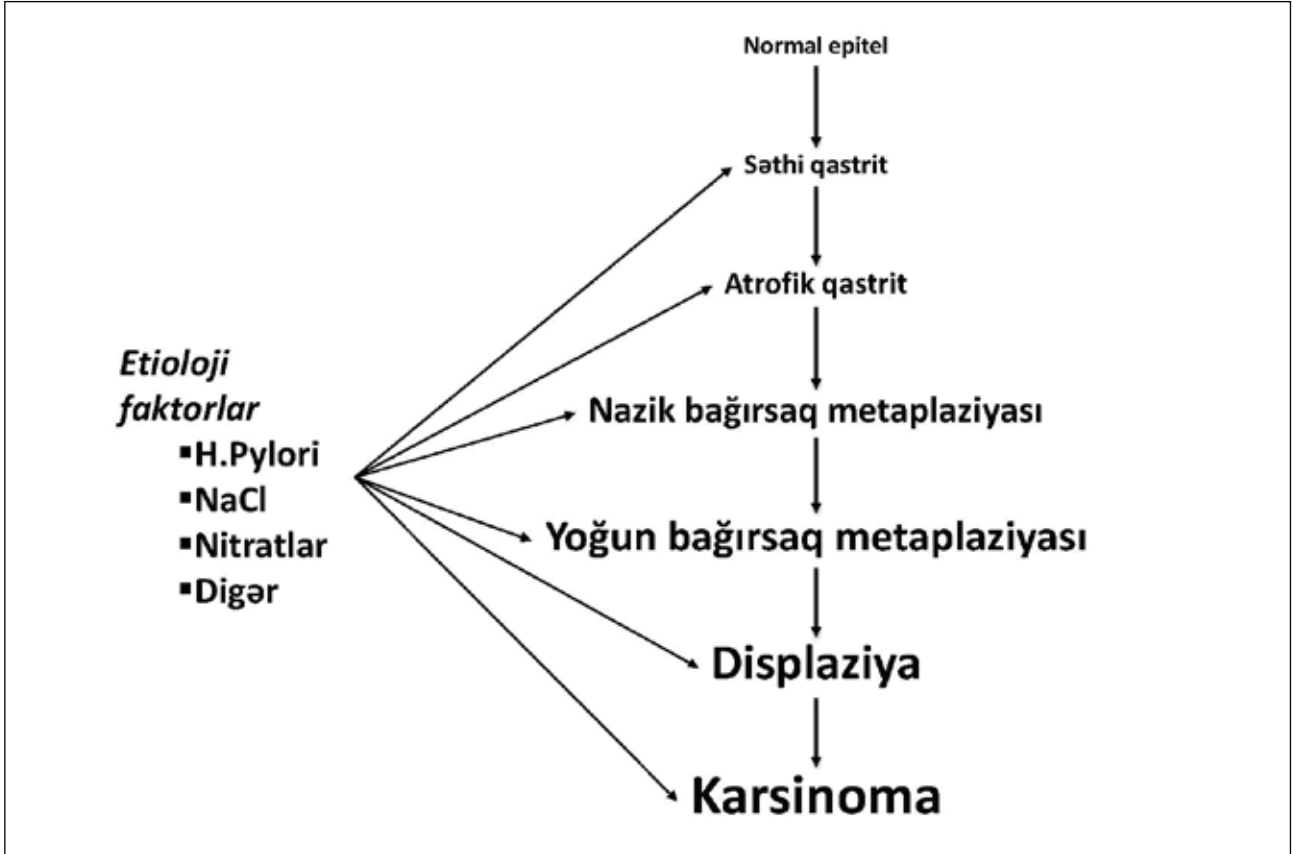 Normal epitel
Səthi qastrit
Atrofik qastrit
Etioloji
faktorlar
▪H.Pylori
▪NaCl
▪Nitratlar
▪Digər
Nazik bağırsaq metaplaziyası
Yoğun bağırsaq metaplaziyası
Displaziya
Karsinoma